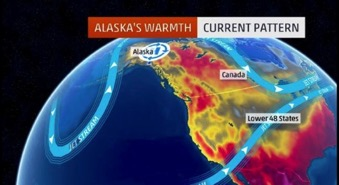 ALASKA'S WARMTH CURRENT PATTERN
Alaska
Canada
Lower 48 States
JET STREAM